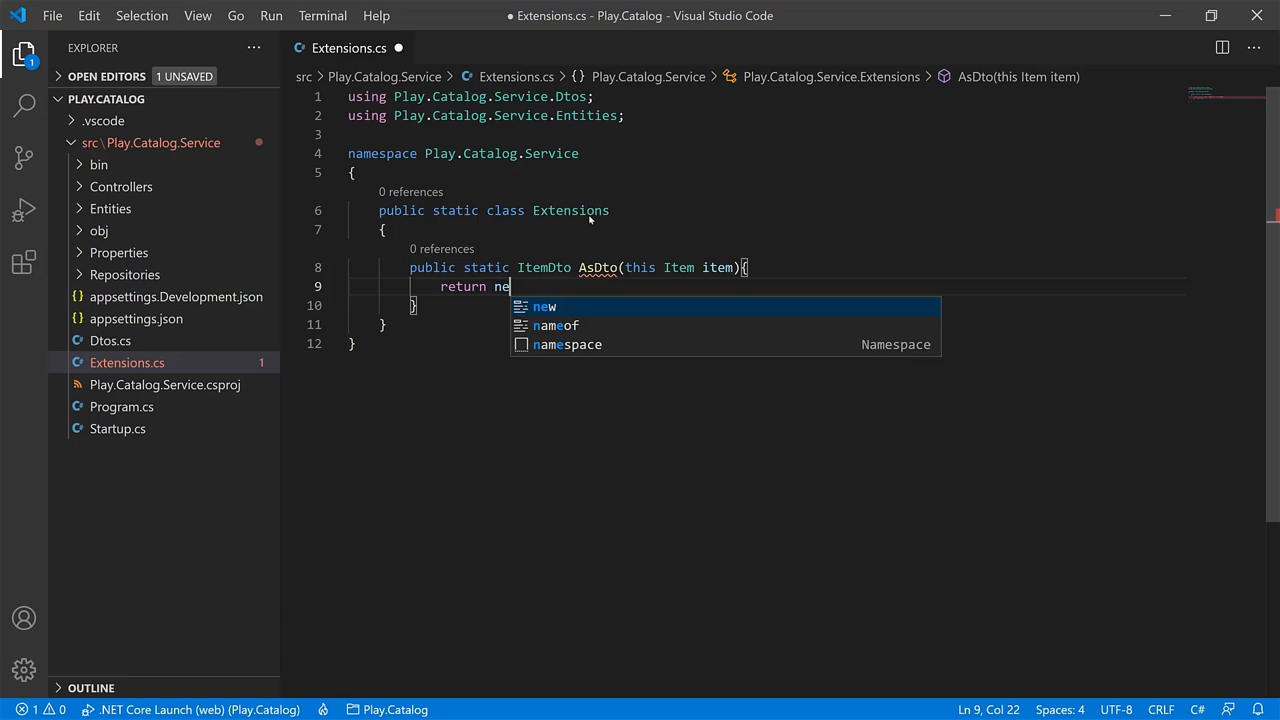 File Edit Selection View Go Run Terminal Help
● Extensions.cs - Play.Catalog - Visual Studio Code
EXPLORER
1
OPEN EDITORS 1 UNSAVED
PLAY.CATALOG
.vscode
src\Play.Catalog.Service
bin
Controllers
Entities
obj
Properties
Repositories
{} appsettings.Development.json
{} appsettings.json
C# Dtos.cs
C# Extensions.cs 1
Play.Catalog.Service.csproj
C# Program.cs
C# Startup.cs
OUTLINE
C# Extensions.cs
src > Play.Catalog.Service > C# Extensions.cs > {} Play.Catalog.Service > Play.Catalog.Service.Extensions > AsDto(this Item item)
1 using Play.Catalog.Service.Dtos;
2 using Play.Catalog.Service.Entities;
3
4 namespace Play.Catalog.Service
5 {
0 references
6 public static class Extensions
7 {
0 references
8 public static ItemDto AsDto(this Item item){
9 return ne
10 }
11 }
12 }
new
nameof
namespace Namespace
1 0 .NET Core Launch (web) (Play.Catalog) Play.Catalog Ln 9, Col 22 Spaces: 4 UTF-8 CRLF C#